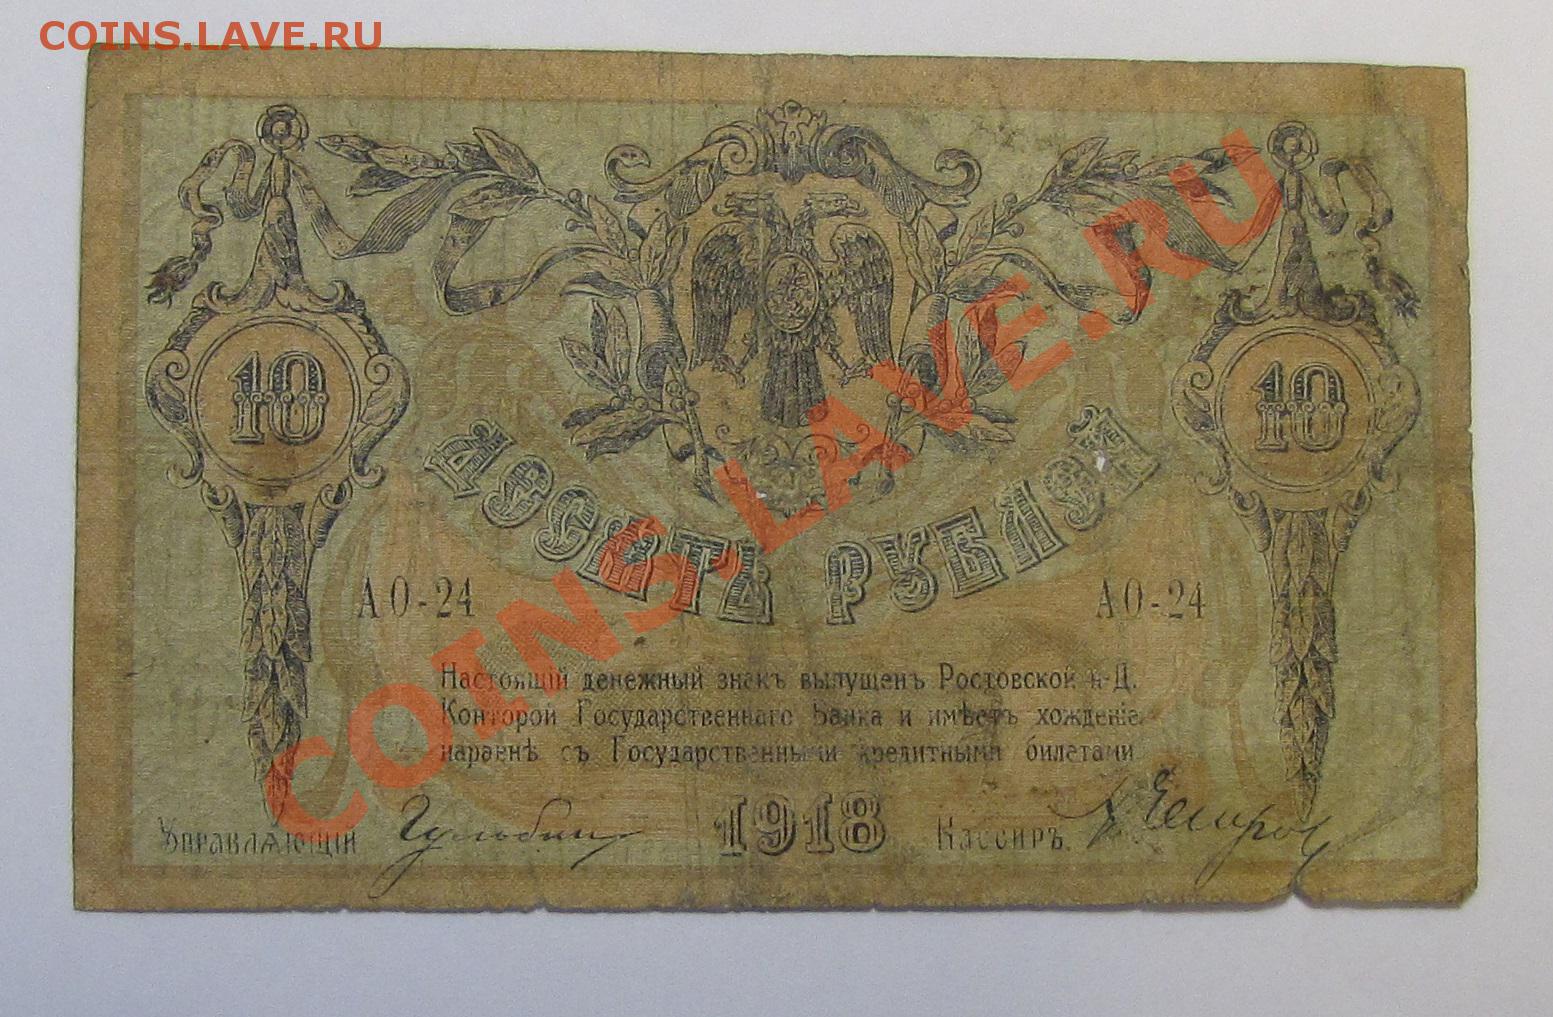 COINS.LAVE.RU
10
10
ДЕСЯТЬ РУБЛЕЙ
АО-24
АО-24
Настоящій денежный знакъ выпущенъ Ростовской н-Д.
Конторой Государственнаго Банка и имѣетъ хожденіе
наравнѣ съ Государственными кредитными билетами
Управляющій
1918
Кассиръ
COINS.LAVE.RU